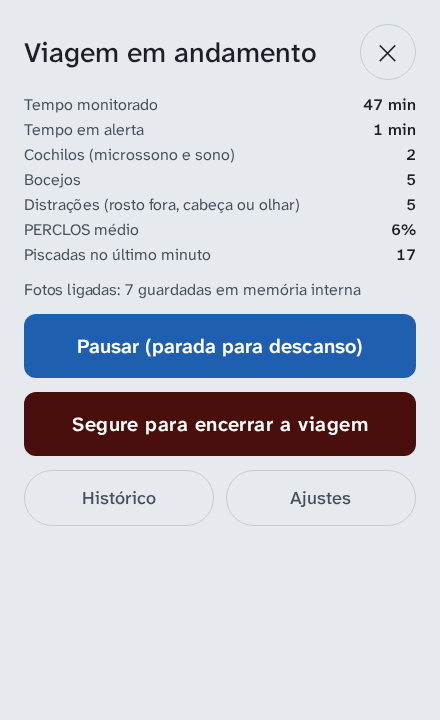 Viagem em andamento
Tempo monitorado 47 min
Tempo em alerta 1 min
Cochilos (microssono e sono) 2
Bocejos 5
Distrações (rosto fora, cabeça ou olhar) 5
PERCLOS médio 6%
Piscadas no último minuto 17
Fotos ligadas: 7 guardadas em memória interna
Pausar (parada para descanso)
Segure para encerrar a viagem
Histórico Ajustes